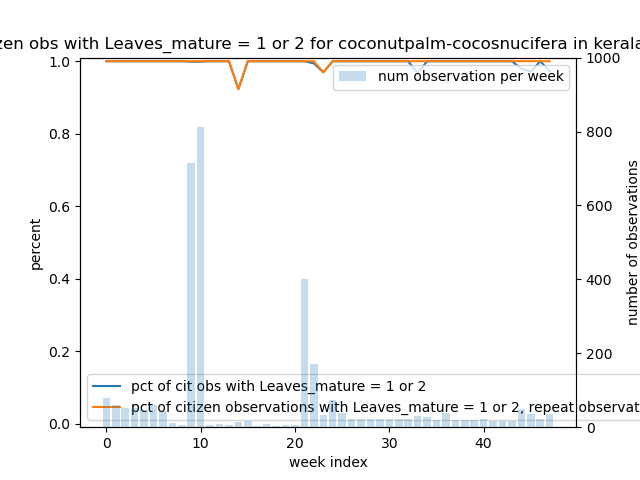 zen obs with Leaves_mature = 1 or 2 for coconutpalm-cocosnucifera in kerala
1.0
0.8
0.6
0.4
0.2
0.0
percent
num observation per week
pct of cit obs with Leaves_mature = 1 or 2
pct of citizen observations with Leaves_mature = 1 or 2, repeat observat
1000
800
600
400
200
0
number of observations
0 10 20 30 40
week index